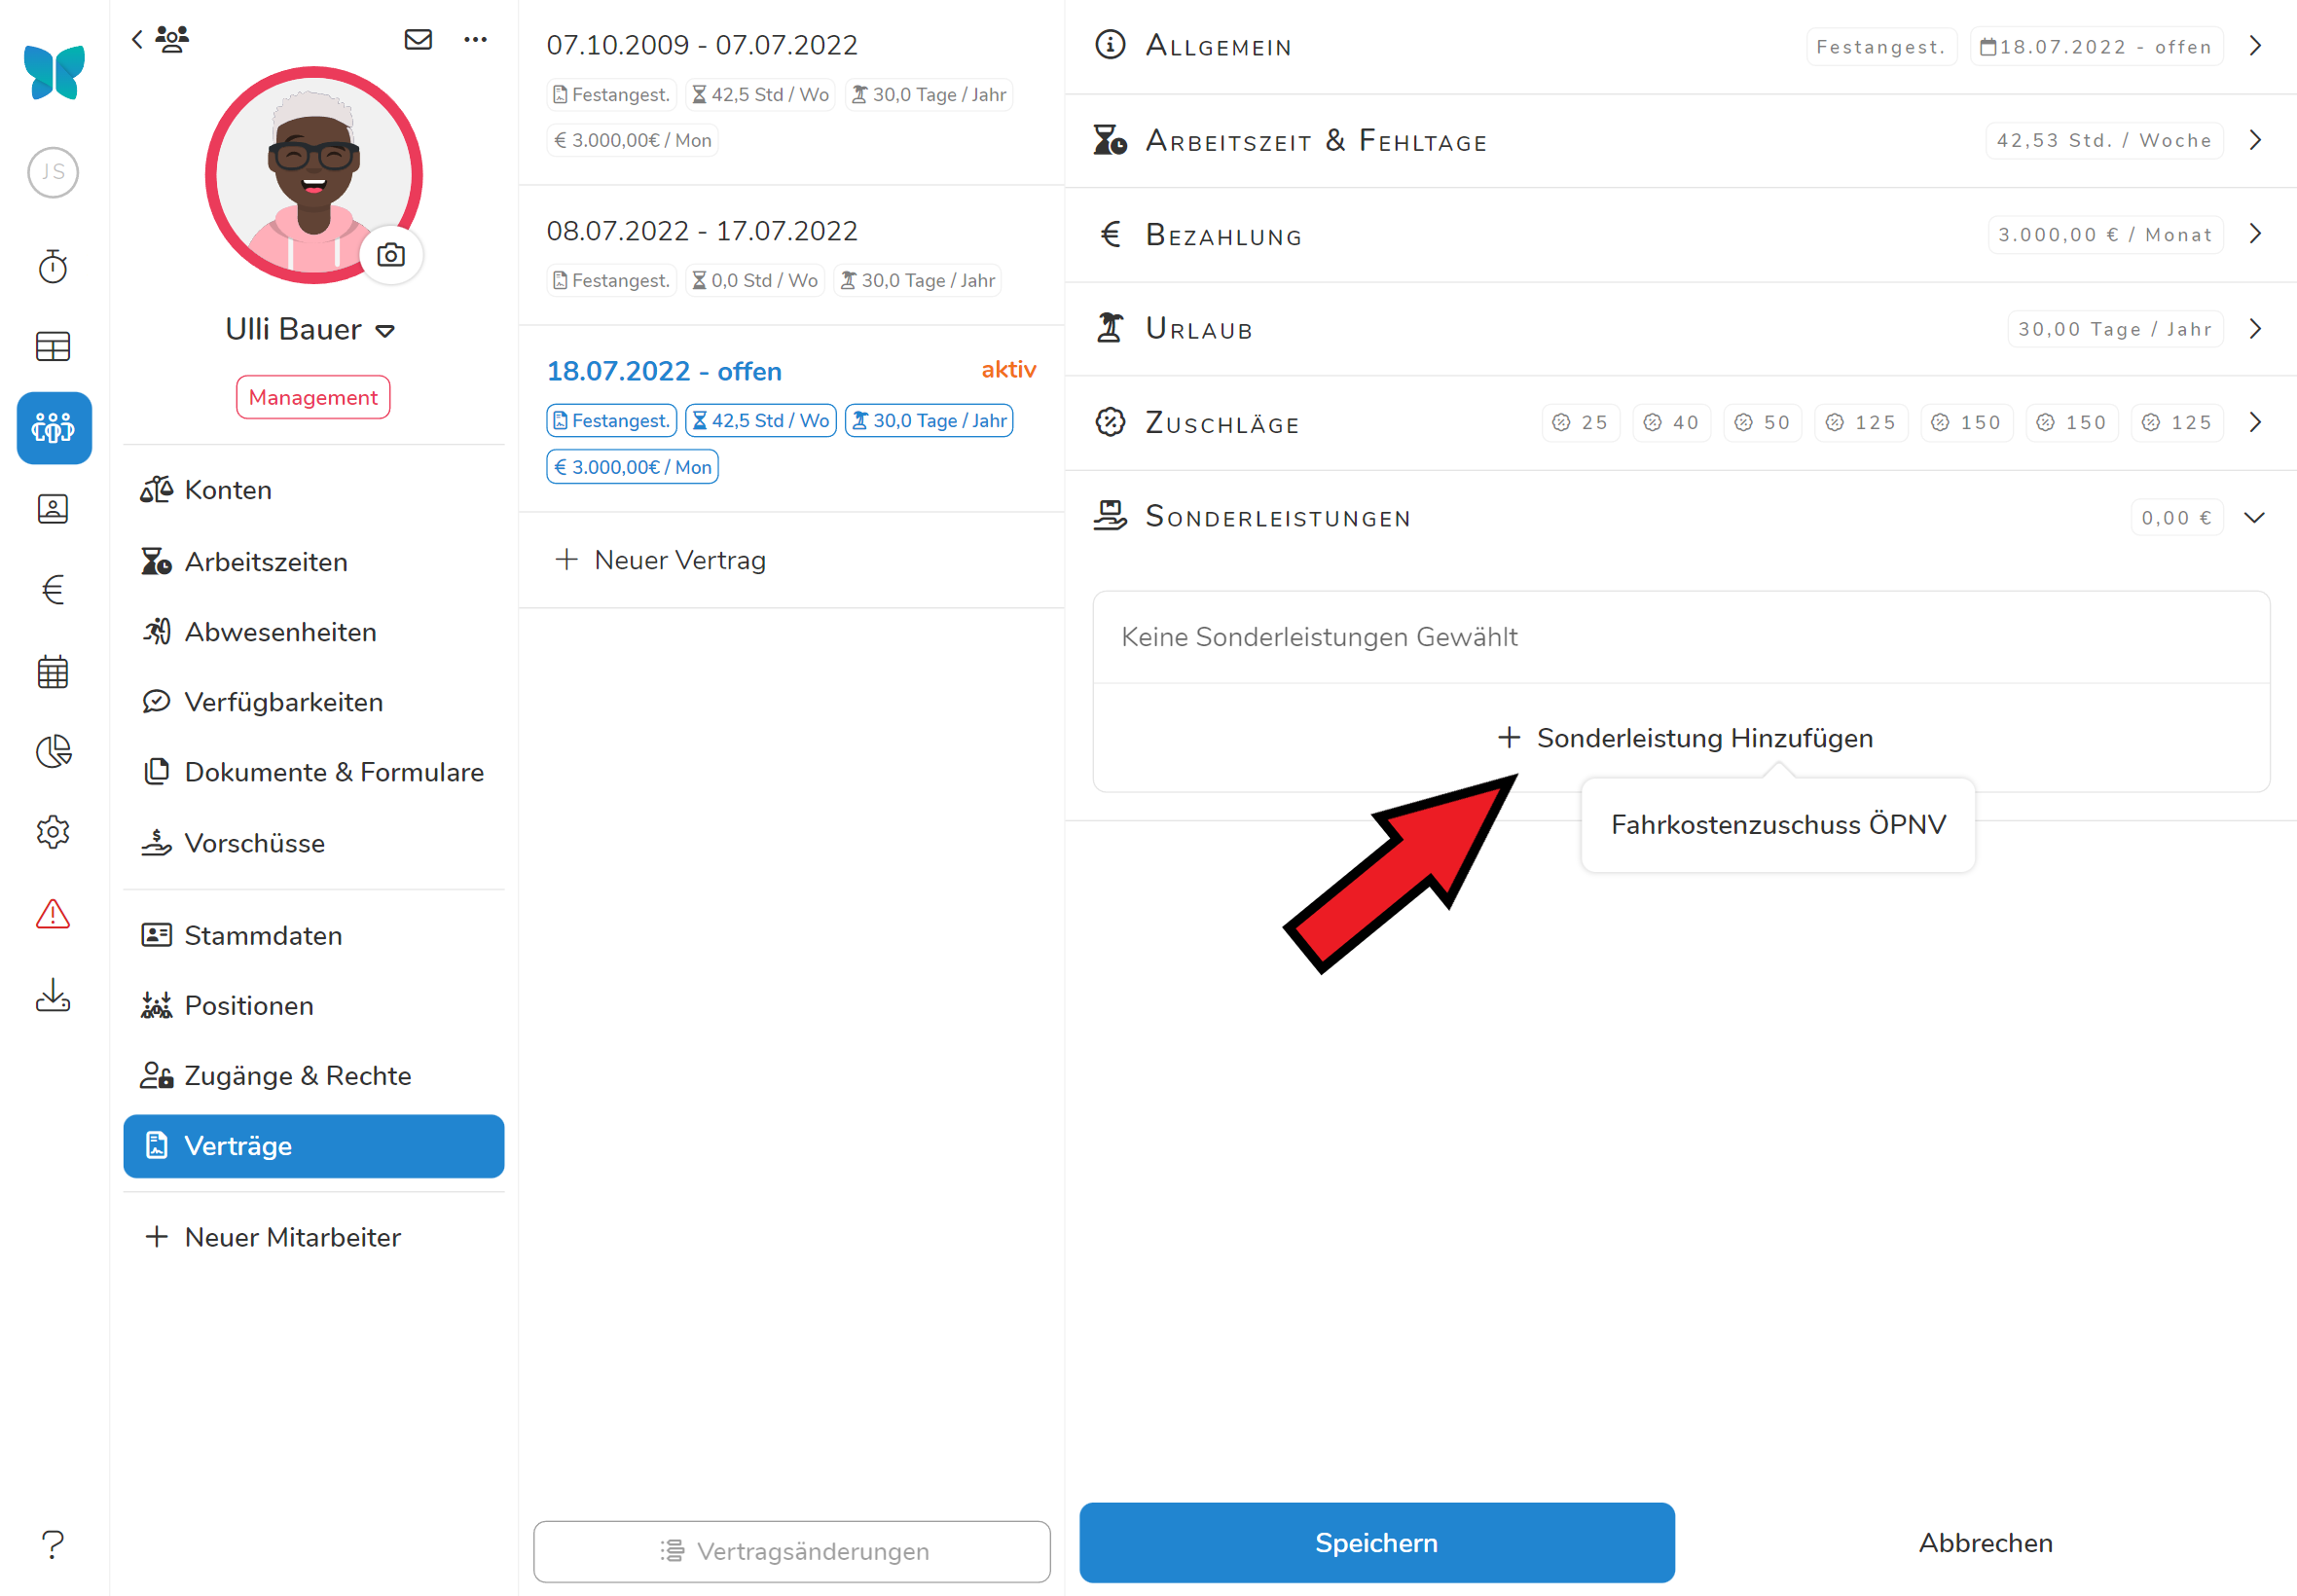 JS
Ulli Bauer
Management
Konten
Arbeitszeiten
Abwesenheiten
Verfügbarkeiten
Dokumente & Formulare
Vorschüsse
Stammdaten
Positionen
Zugänge & Rechte
Verträge
+ Neuer Mitarbeiter
?
07.10.2009 - 07.07.2022
Festangest. 42,5 Std / Wo 30,0 Tage / Jahr
€ 3.000,00€ / Mon
08.07.2022 - 17.07.2022
Festangest. 0,0 Std / Wo 30,0 Tage / Jahr
18.07.2022 - offen aktiv
Festangest. 42,5 Std / Wo 30,0 Tage / Jahr
€ 3.000,00€ / Mon
+ Neuer Vertrag
Vertragsänderungen
Allgemein Festangest. 18.07.2022 - offen
Arbeitszeit & Fehltage 42,53 Std. / Woche
€ Bezahlung 3.000,00 € / Monat
Urlaub 30,00 Tage / Jahr
Zuschläge 25 40 50 125 150 150 125
Sonderleistungen 0,00 €
Keine Sonderleistungen Gewählt
+ Sonderleistung Hinzufügen
Fahrkostenzuschuss ÖPNV
Speichern Abbrechen